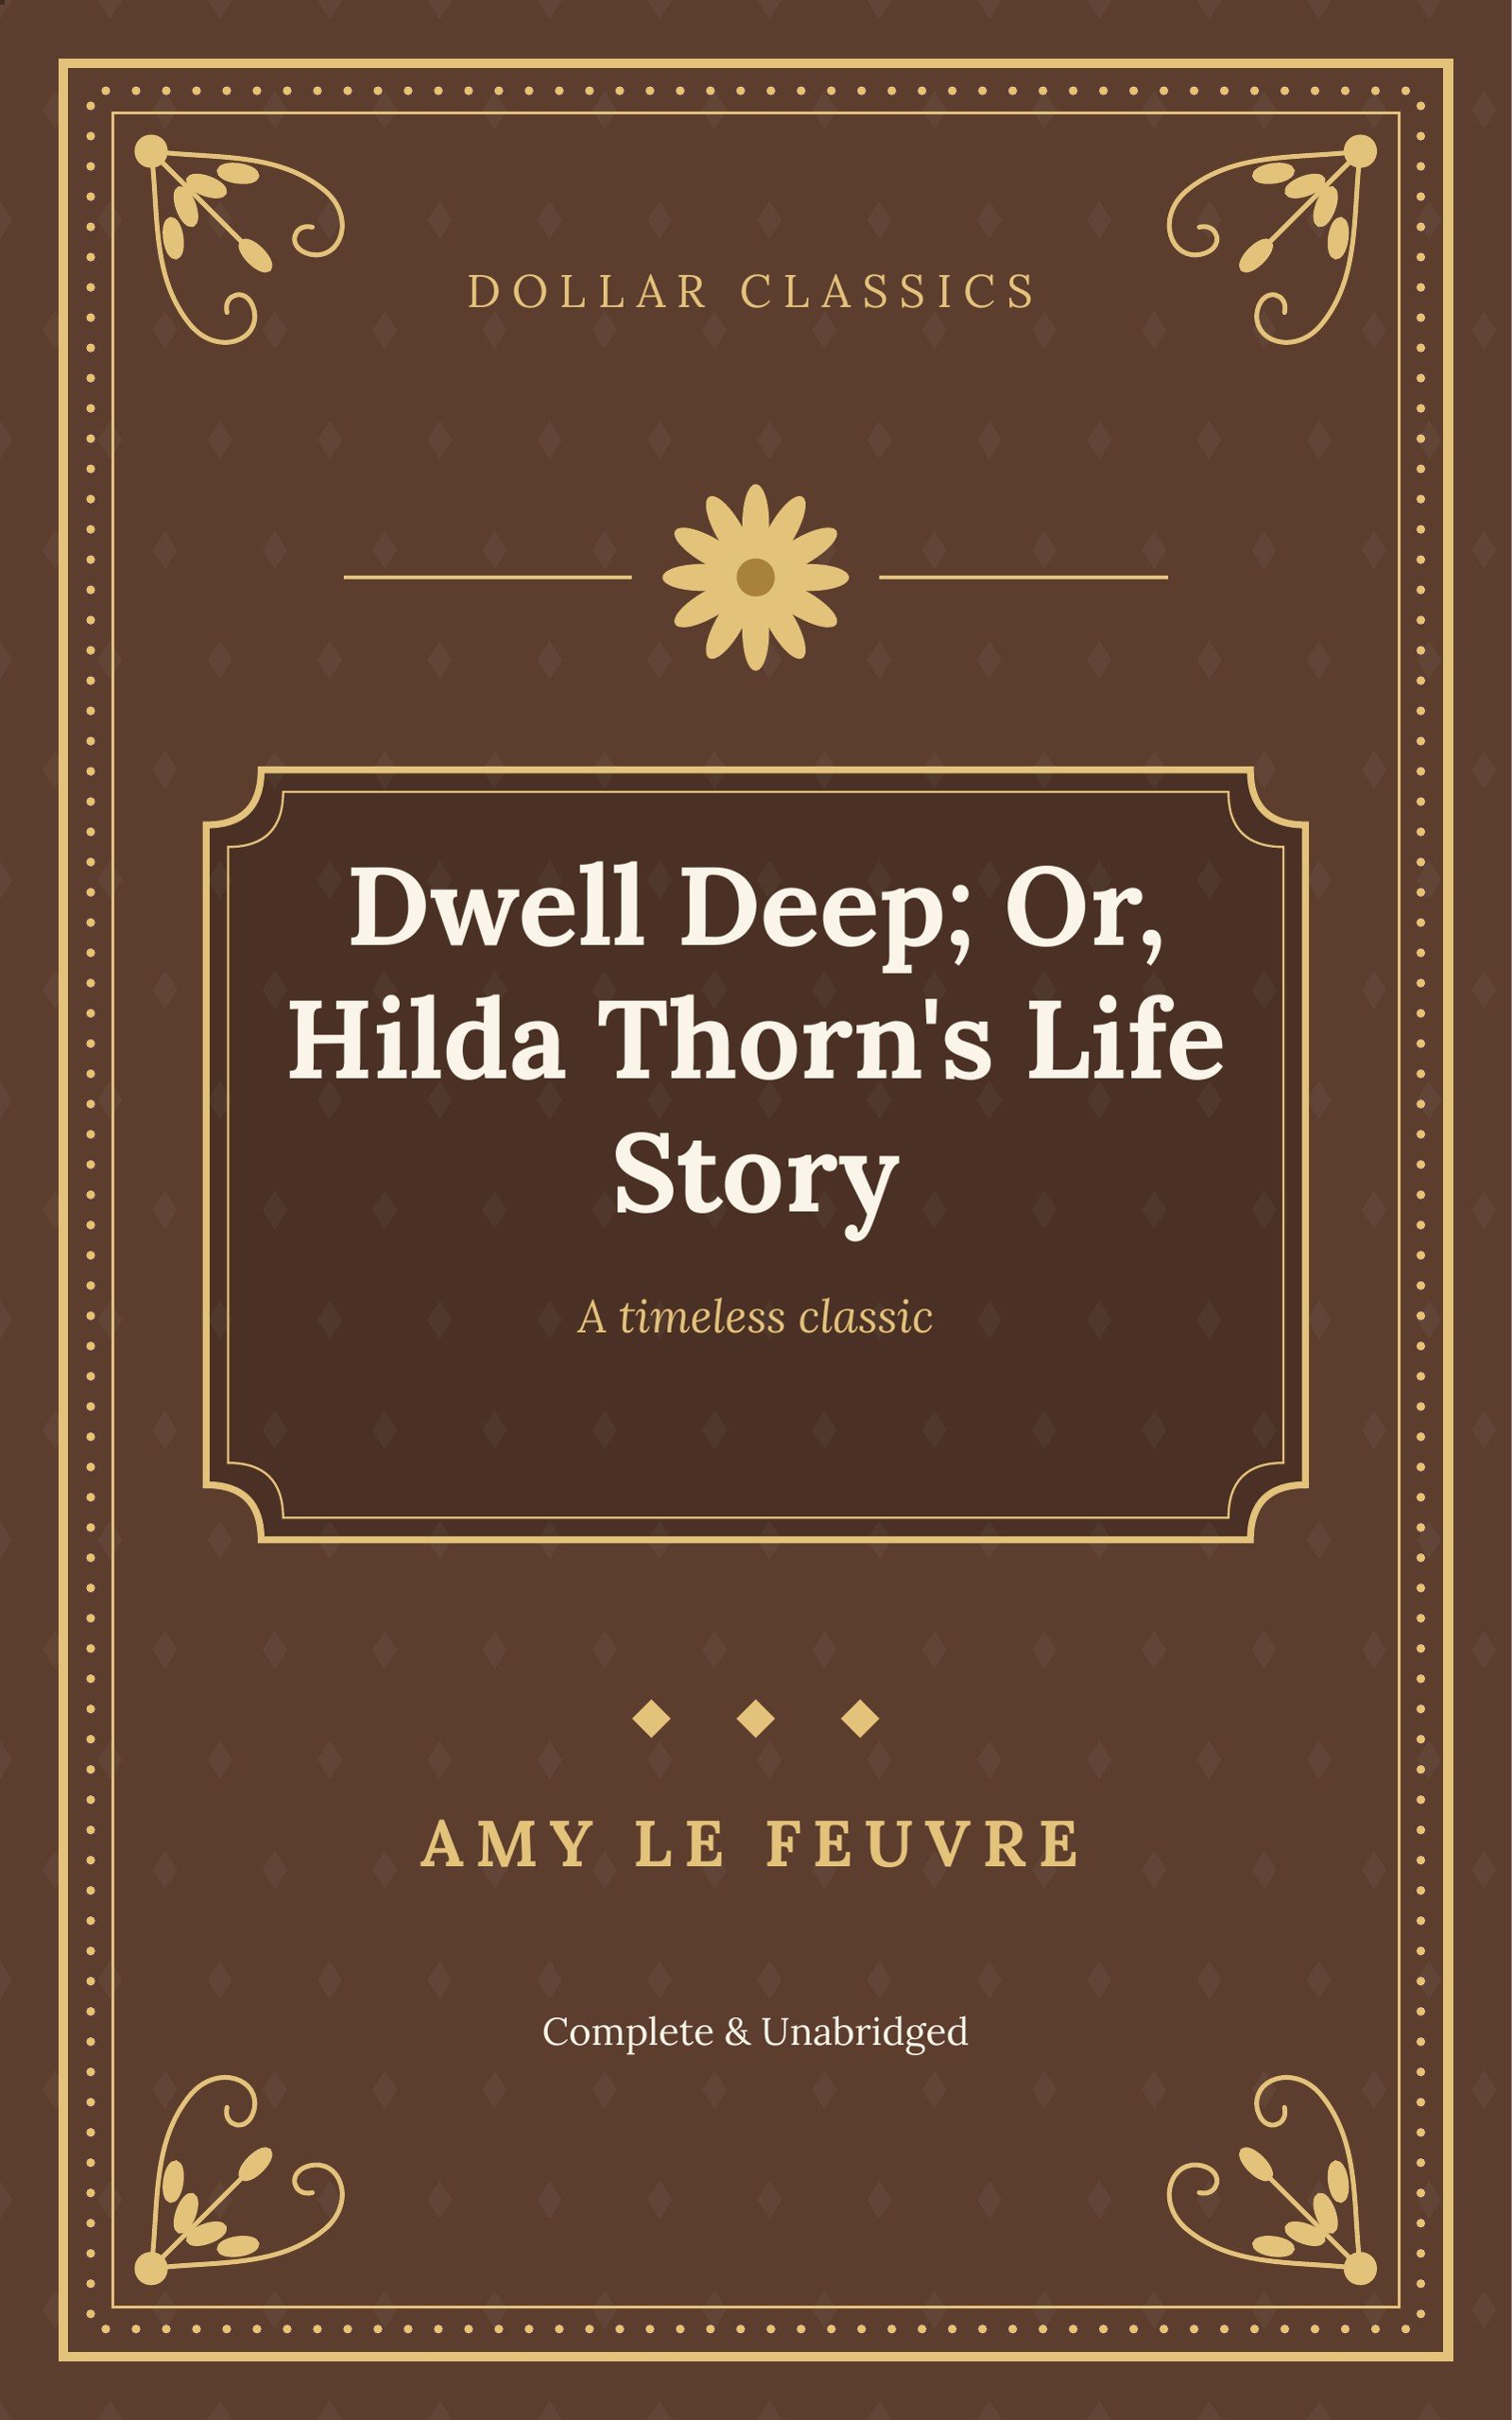 DOLLAR CLASSICS
Dwell Deep; Or,
Hilda Thorn's Life
Story
A timeless classic
AMY LE FEUVRE
Complete & Unabridged